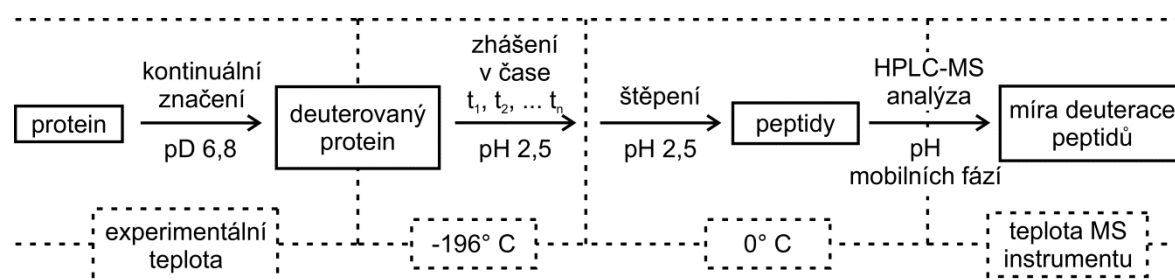 protein
kontinuální
značení
pD 6,8
deuterovaný
protein
zhášení
v čase
t₁, t₂, ... tₙ
pH 2,5
štěpení
pH 2,5
peptidy
HPLC-MS
analýza
pH
mobilních fází
míra deuterace
peptidů
experimentální
teplota
-196° C
0° C
teplota MS
instrumentu